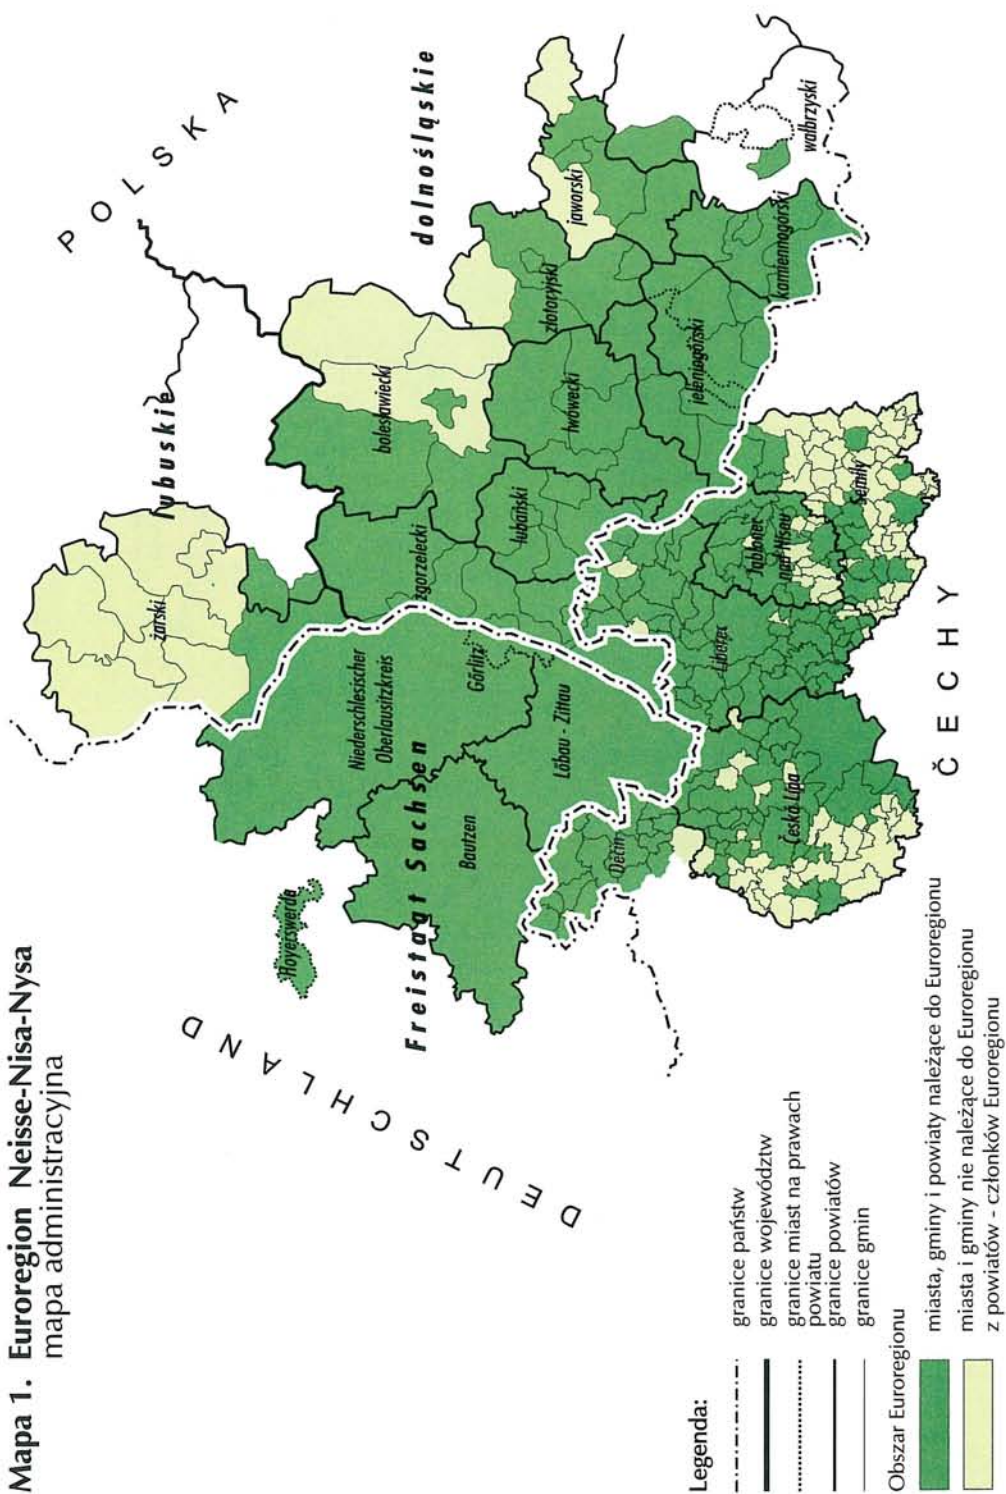 Mapa 1. Euroregion Neisse-Nisa-Nysa
mapa administracyjna
DEUTSCHLAND
POLSKA
ČECHY
Freistaat Sachsen
lubuskie
dolnośląskie
Hoyerswerda
Niederschlesischer
Oberlausitzkreis
Bautzen
Görlitz
Löbau - Zittau
żarski
bolesławiecki
zgorzelecki
lubański
lwówecki
złotoryjski
jaworski
jeleniogórski
kamiennogórski
wałbrzyski
Děčín
Česká Lípa
Liberec
Jablonec
nad Nisou
Semily
Legenda:
granice państw
granice województw
granice miast na prawach
powiatu
granice powiatów
granice gmin
Obszar Euroregionu
miasta, gminy i powiaty należące do Euroregionu
miasta i gminy nie należące do Euroregionu
z powiatów - członków Euroregionu